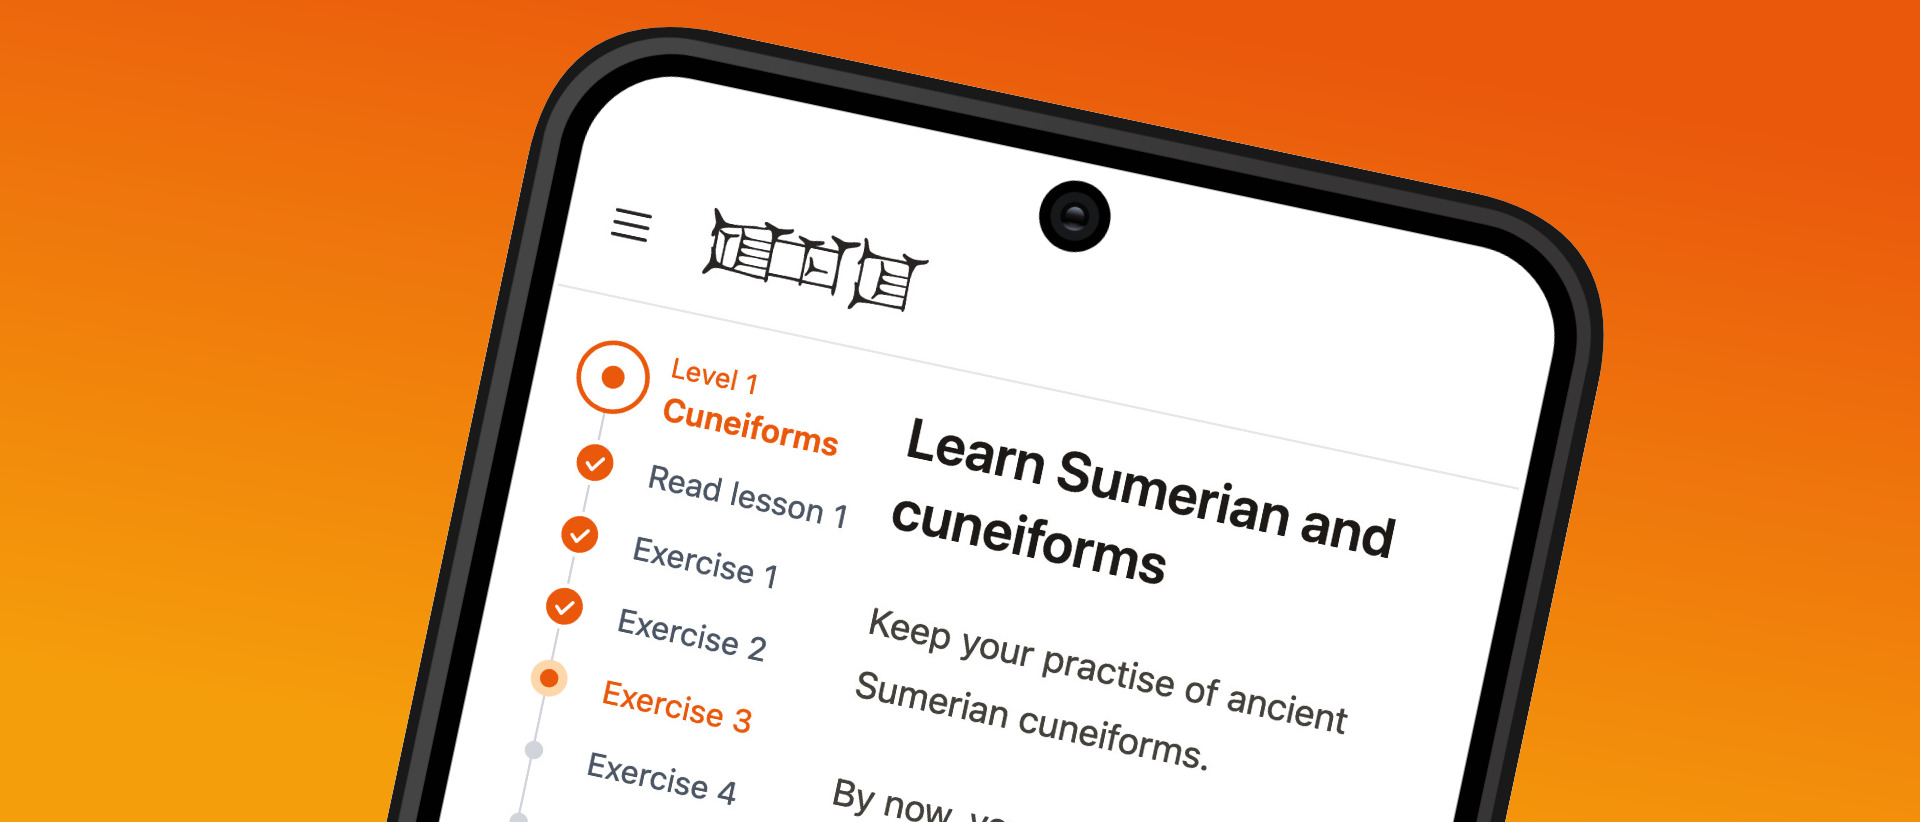 Level 1
Cuneiforms
Read lesson 1
Exercise 1
Exercise 2
Exercise 3
Exercise 4
Learn Sumerian and
cuneiforms
Keep your practise of ancient
Sumerian cuneiforms.
By now